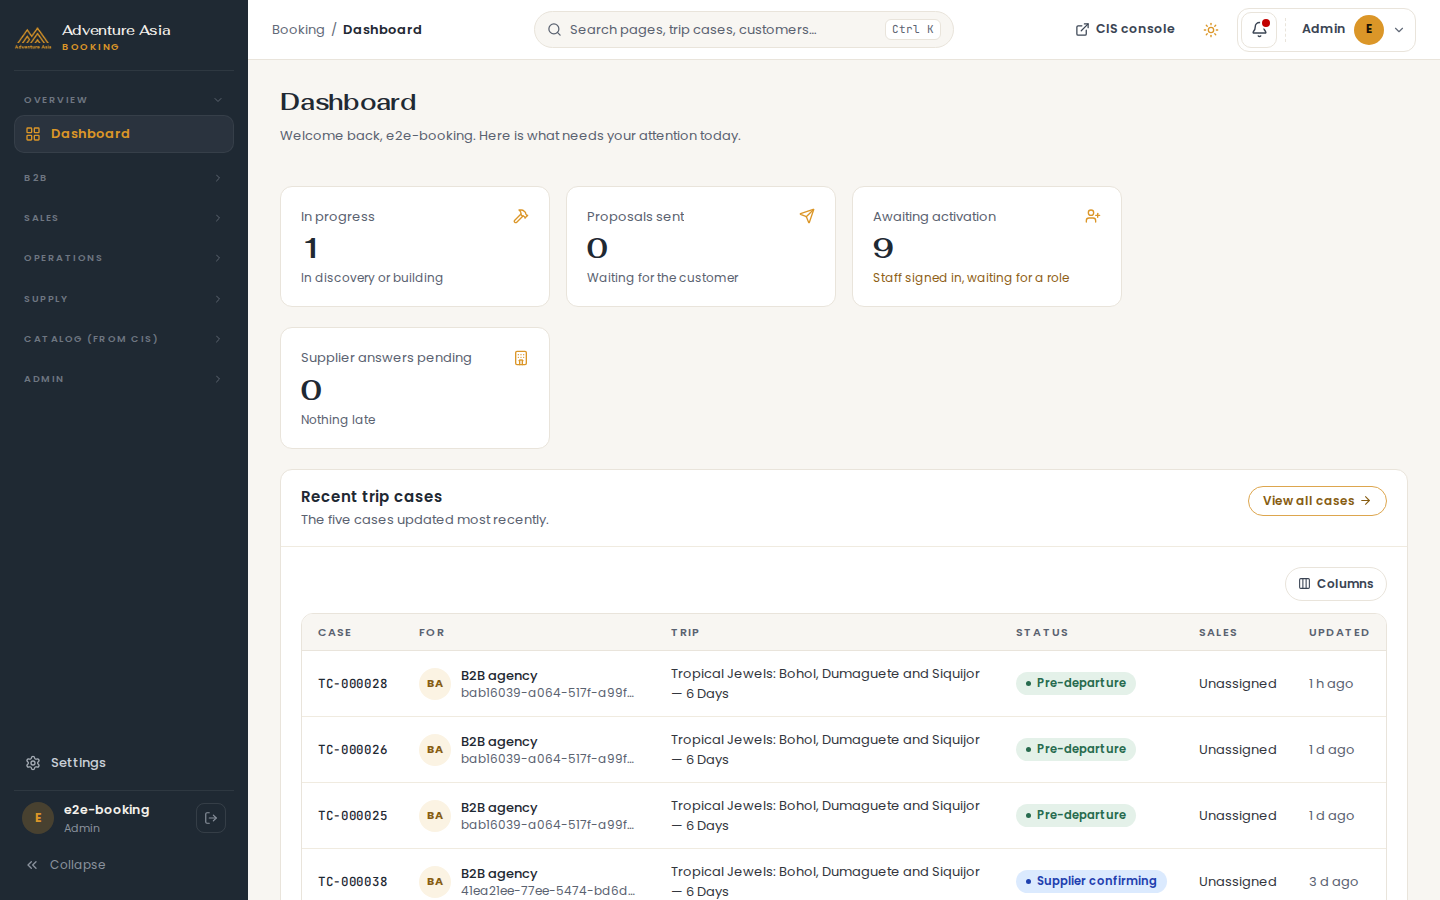 Adventure Asia
BOOKING
Adventure Asia
OVERVIEW
Dashboard
B2B
SALES
OPERATIONS
SUPPLY
CATALOG (FROM CIS)
ADMIN
Settings
E
e2e-booking
Admin
Collapse
Booking / Dashboard
Search pages, trip cases, customers...
Ctrl K
CIS console
Admin
E
Dashboard
Welcome back, e2e-booking. Here is what needs your attention today.
In progress
1
In discovery or building
Proposals sent
0
Waiting for the customer
Awaiting activation
9
Staff signed in, waiting for a role
Supplier answers pending
0
Nothing late
Recent trip cases
The five cases updated most recently.
View all cases
Columns
CASE FOR TRIP STATUS SALES UPDATED
TC-000028 BA B2B agency Tropical Jewels: Bohol, Dumaguete and Siquijor Pre-departure Unassigned 1 h ago
bab16039-a064-517f-a99f... — 6 Days
TC-000026 BA B2B agency Tropical Jewels: Bohol, Dumaguete and Siquijor Pre-departure Unassigned 1 d ago
bab16039-a064-517f-a99f... — 6 Days
TC-000025 BA B2B agency Tropical Jewels: Bohol, Dumaguete and Siquijor Pre-departure Unassigned 1 d ago
bab16039-a064-517f-a99f... — 6 Days
TC-000038 BA B2B agency Tropical Jewels: Bohol, Dumaguete and Siquijor Supplier confirming Unassigned 3 d ago
41ea21ee-77ee-5474-bd6d... — 6 Days